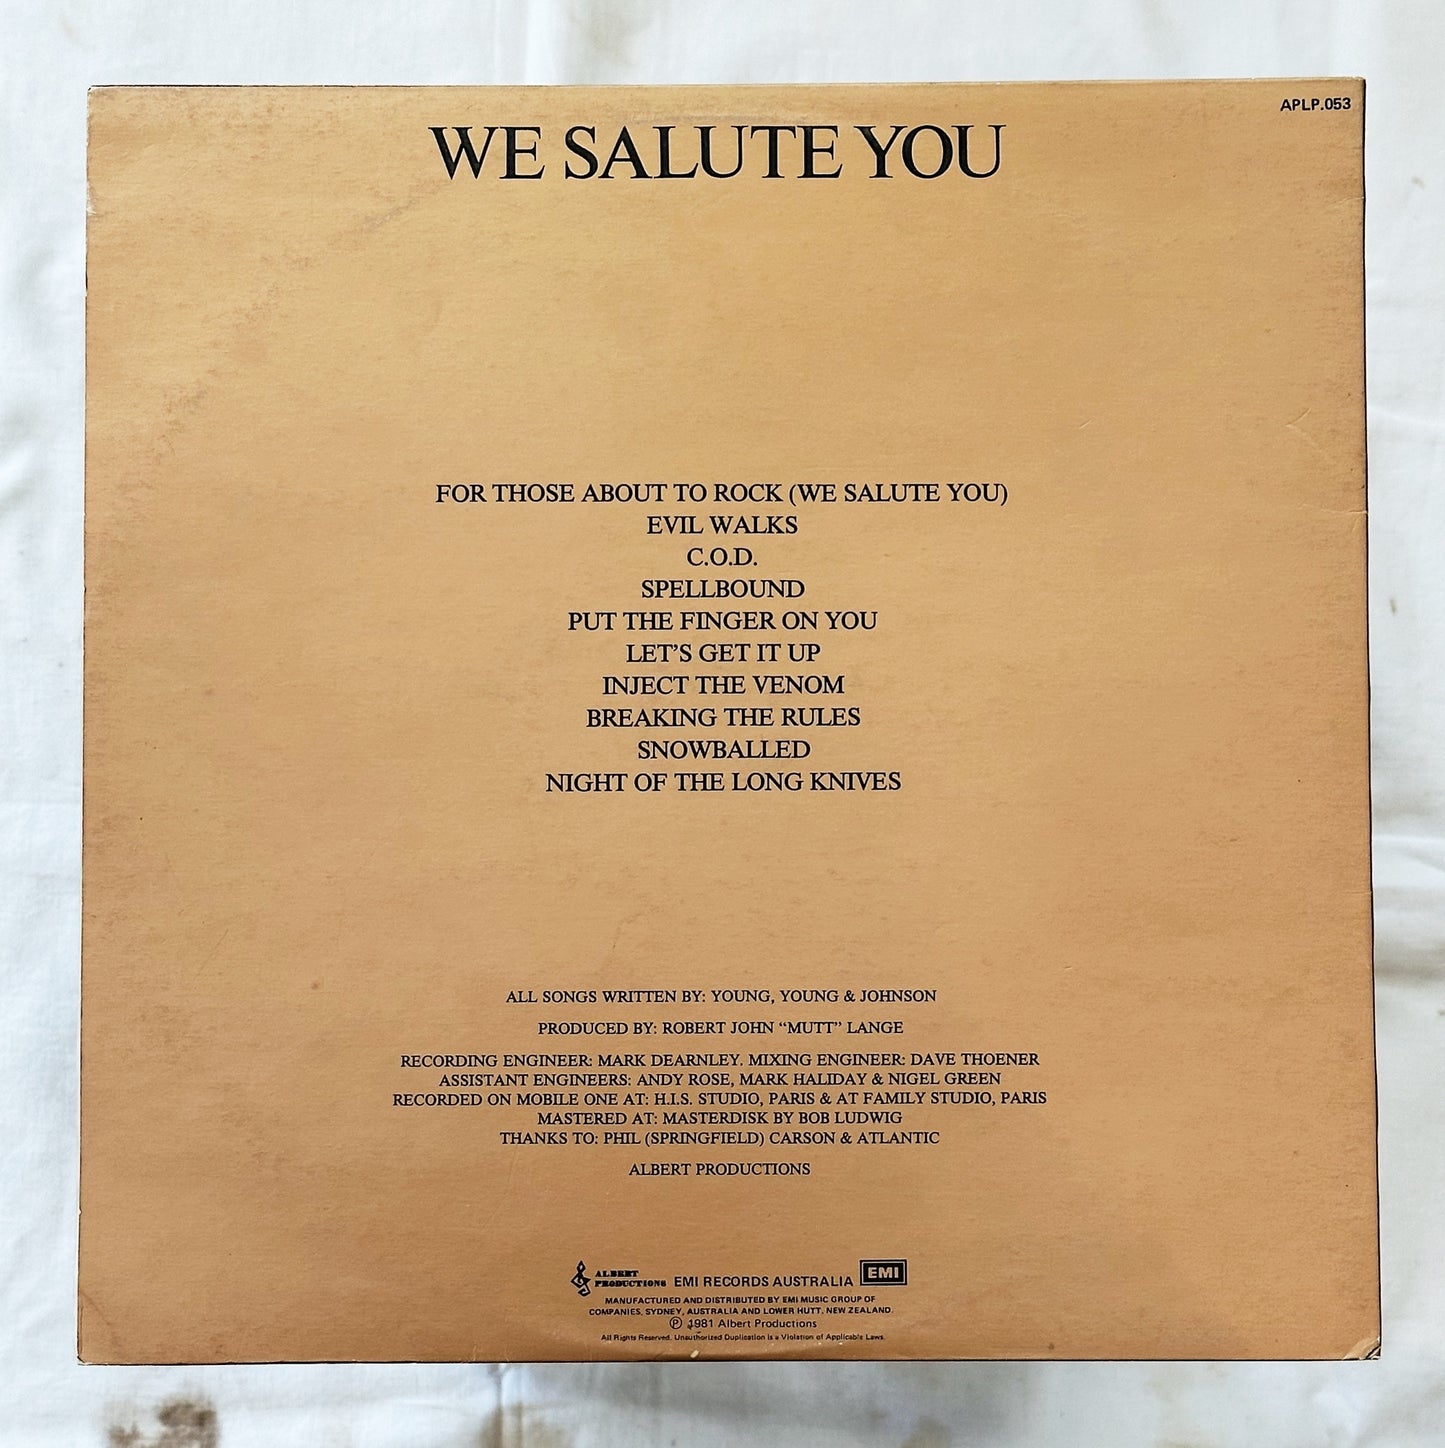 APLP.053
WE SALUTE YOU
FOR THOSE ABOUT TO ROCK (WE SALUTE YOU)
EVIL WALKS
C.O.D.
SPELLBOUND
PUT THE FINGER ON YOU
LET'S GET IT UP
INJECT THE VENOM
BREAKING THE RULES
SNOWBALLED
NIGHT OF THE LONG KNIVES
ALL SONGS WRITTEN BY: YOUNG, YOUNG & JOHNSON
PRODUCED BY: ROBERT JOHN "MUTT" LANGE
RECORDING ENGINEER: MARK DEARNLEY. MIXING ENGINEER: DAVE THOENER
ASSISTANT ENGINEERS: ANDY ROSE, MARK HALIDAY & NIGEL GREEN
RECORDED ON MOBILE ONE AT: H.I.S. STUDIO, PARIS & AT FAMILY STUDIO, PARIS
MASTERED AT: MASTERDISK BY BOB LUDWIG
THANKS TO: PHIL (SPRINGFIELD) CARSON & ATLANTIC
ALBERT PRODUCTIONS
ALBERT PRODUCTIONS EMI RECORDS AUSTRALIA EMI
MANUFACTURED AND DISTRIBUTED BY EMI MUSIC GROUP OF
COMPANIES, SYDNEY, AUSTRALIA AND LOWER HUTT, NEW ZEALAND.
℗ 1981 Albert Productions
All Rights Reserved. Unauthorized Duplication is a Violation of Applicable Laws.